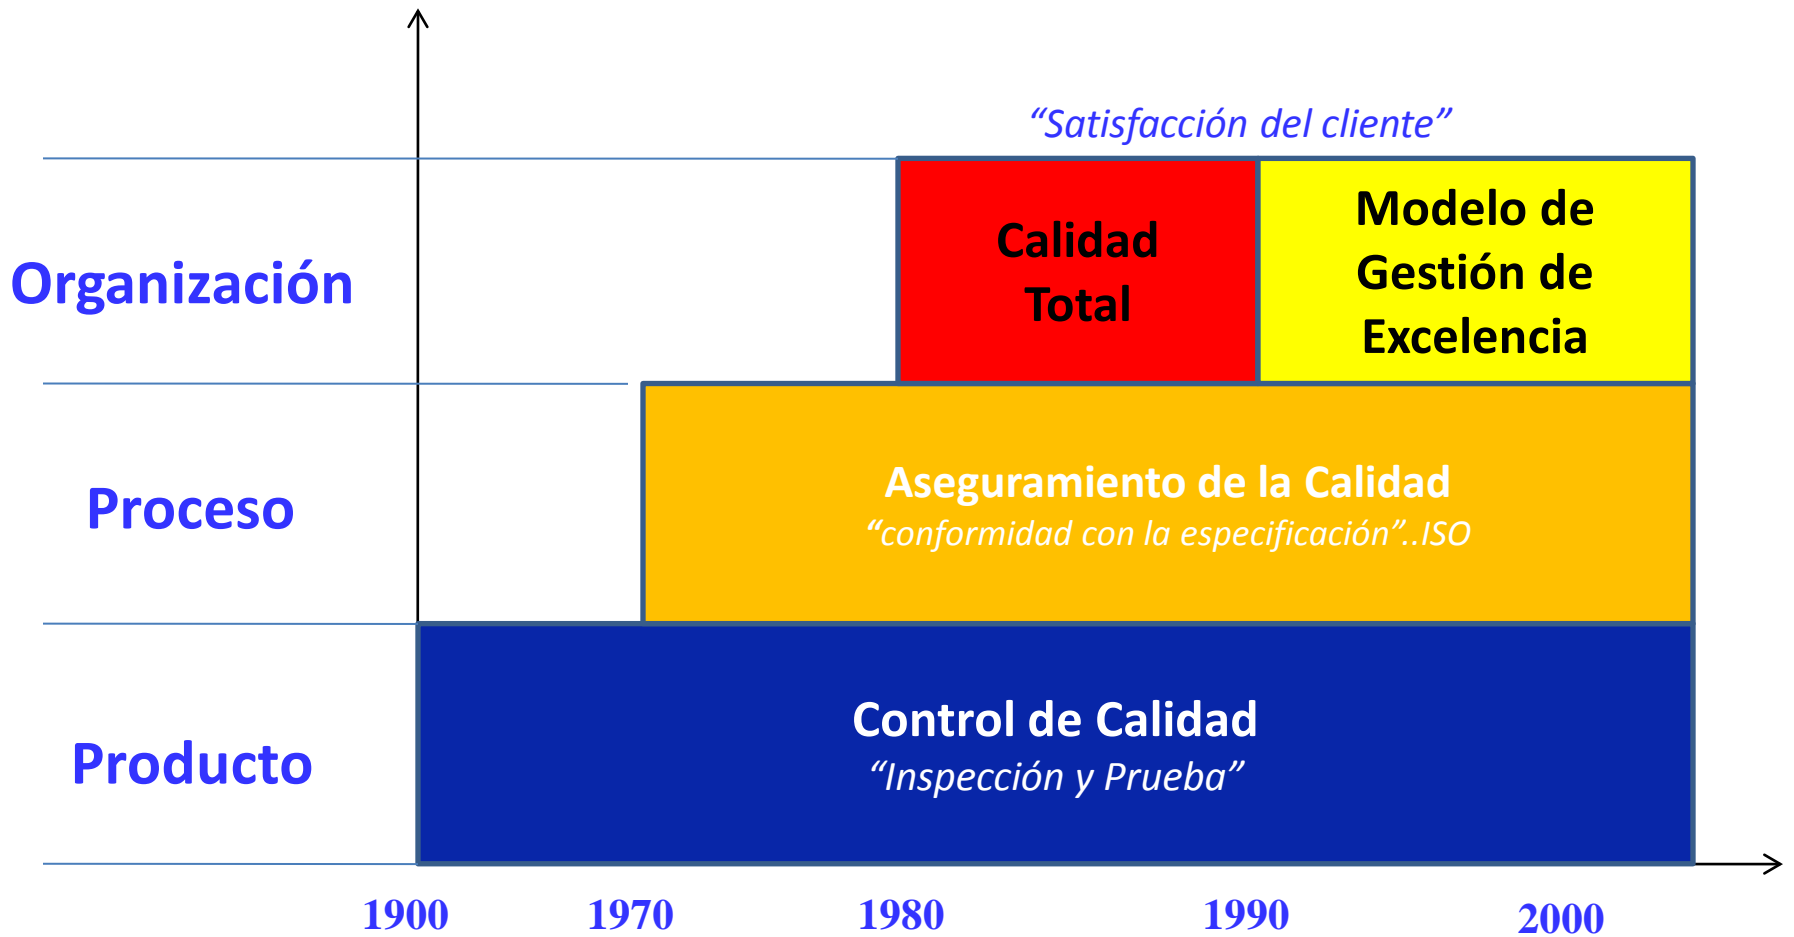 “Satisfacción del cliente”
Organización
Calidad
Total
Modelo de
Gestión de
Excelencia
Proceso
Aseguramiento de la Calidad
“conformidad con la especificación”..ISO
Producto
Control de Calidad
“Inspección y Prueba”
1900 1970 1980 1990 2000